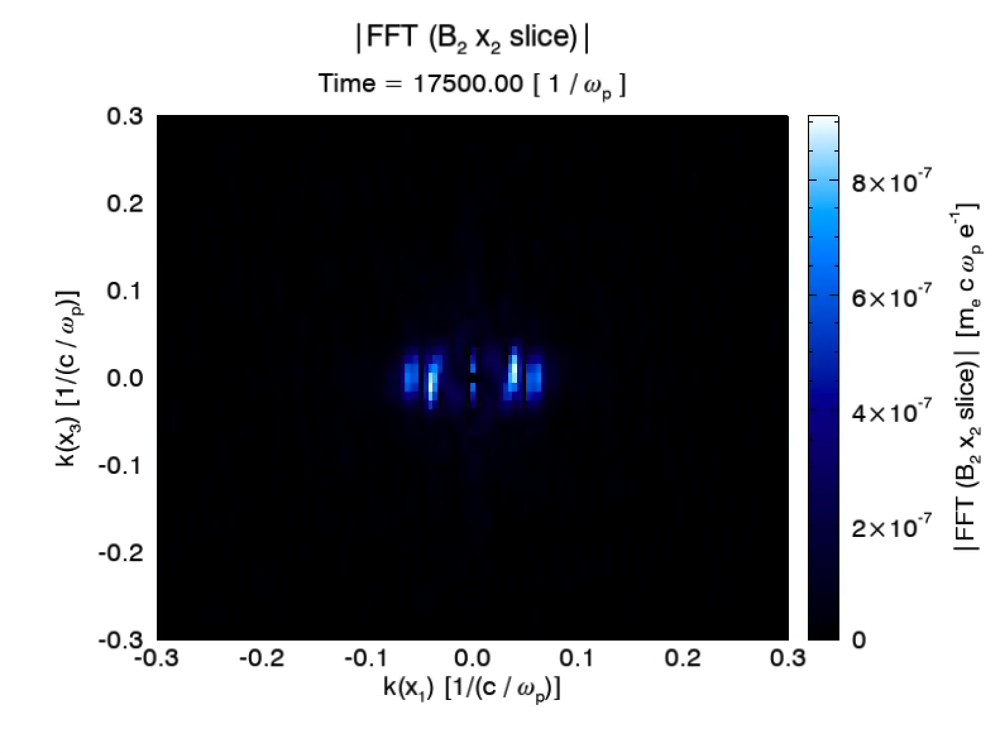 |FFT (B₂ x₂ slice)|
Time = 17500.00 [ 1 / ωₚ ]
0.3
0.2
0.1
0.0
-0.1
-0.2
-0.3
k(x₃) [1/(c / ωₚ)]
-0.3 -0.2 -0.1 0.0 0.1 0.2 0.3
k(x₁) [1/(c / ωₚ)]
8×10⁻⁷
6×10⁻⁷
4×10⁻⁷
2×10⁻⁷
0
|FFT (B₂ x₂ slice)| [mₑ c ωₚ e⁻¹]